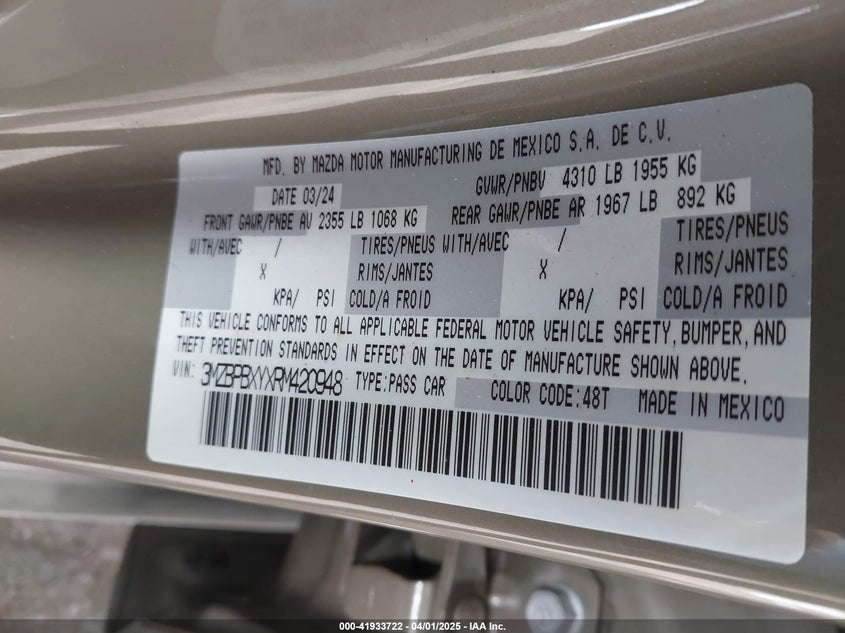 MFD. BY MAZDA MOTOR MANUFACTURING DE MEXICO S.A. DE C.V.
DATE 03/24 GVWR/PNBV 4310 LB 1955 KG
FRONT GAWR/PNBE AV 2355 LB 1068 KG REAR GAWR/PNBE AR 1967 LB 892 KG
WITH/AVEC / TIRES/PNEUS WITH/AVEC / TIRES/PNEUS
X RIMS/JANTES X RIMS/JANTES
KPA/ PSI COLD/A FROID KPA/ PSI COLD/A FROID
THIS VEHICLE CONFORMS TO ALL APPLICABLE FEDERAL MOTOR VEHICLE SAFETY, BUMPER, AND
THEFT PREVENTION STANDARDS IN EFFECT ON THE DATE OF MANUFACTURE SHOWN ABOVE.
VIN: 3MZBPBXYXRM420948 TYPE:PASS CAR COLOR CODE:48T MADE IN MEXICO
000-41933722 - 04/01/2025 - IAA Inc.